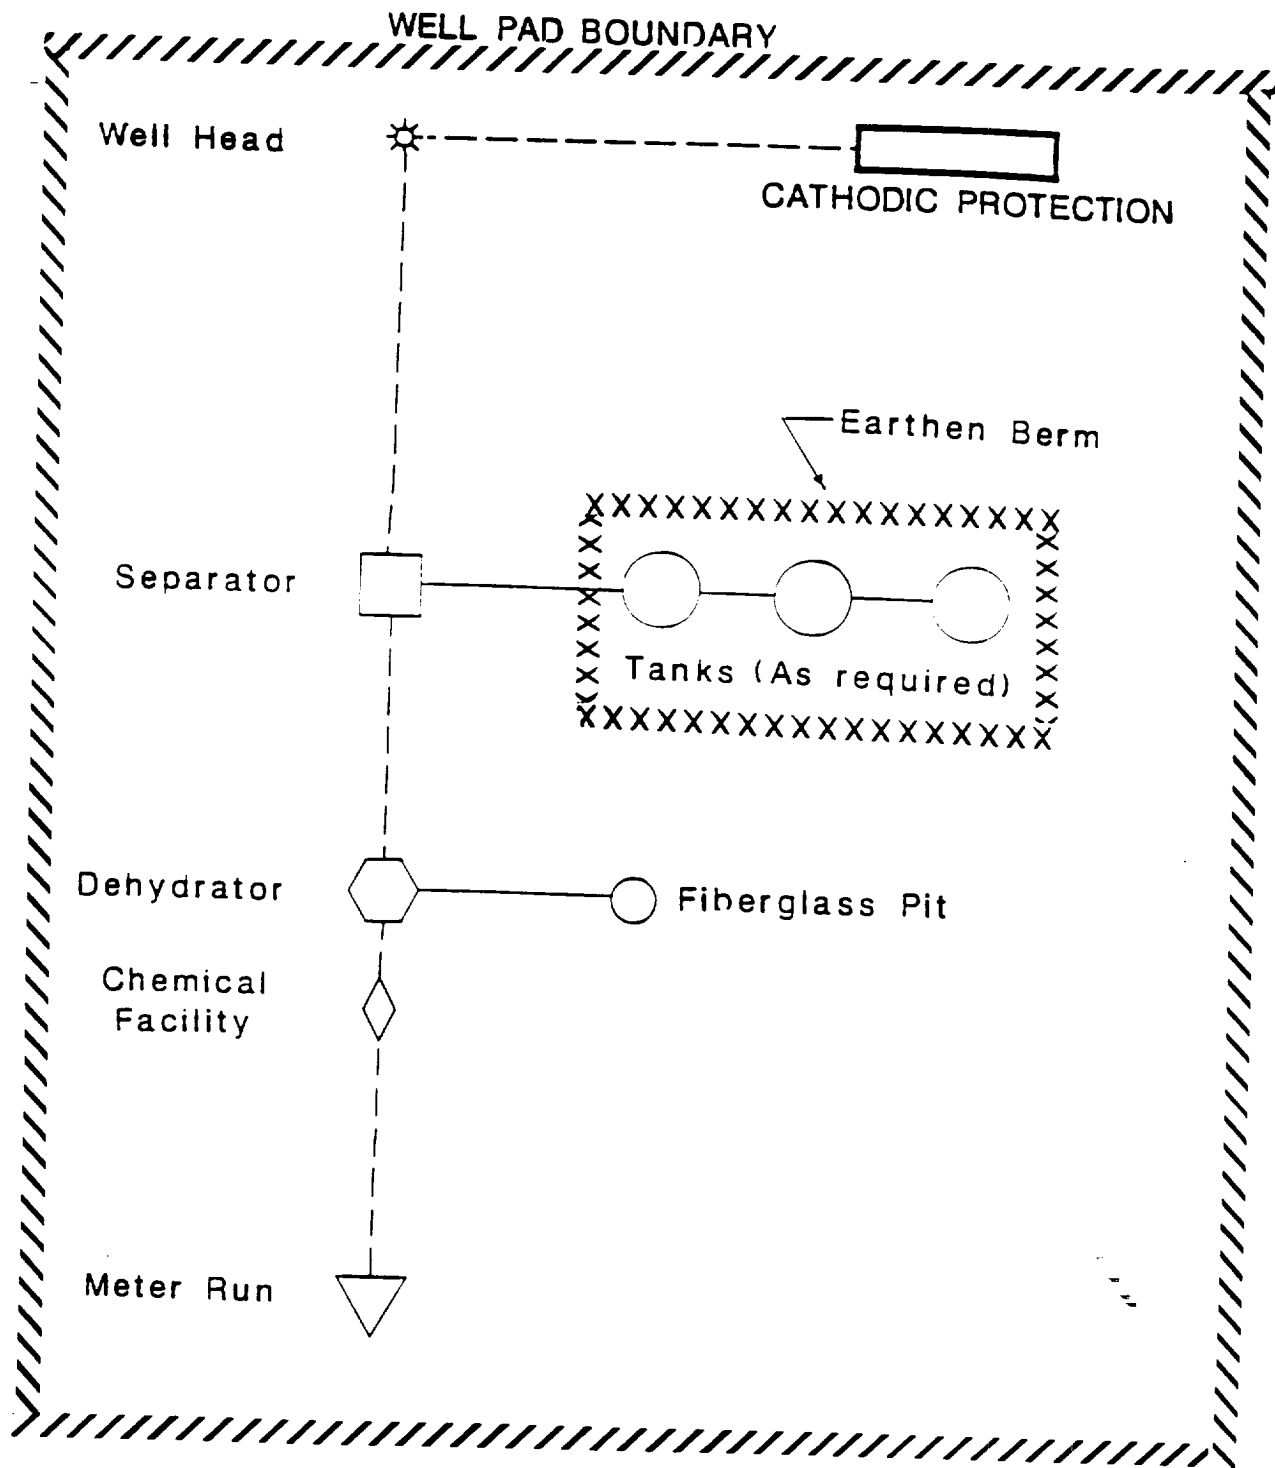 WELL PAD BOUNDARY
Well Head
CATHODIC PROTECTION
Earthen Berm
Separator
Tanks (As required)
Dehydrator
Fiberglass Pit
Chemical
Facility
Meter Run